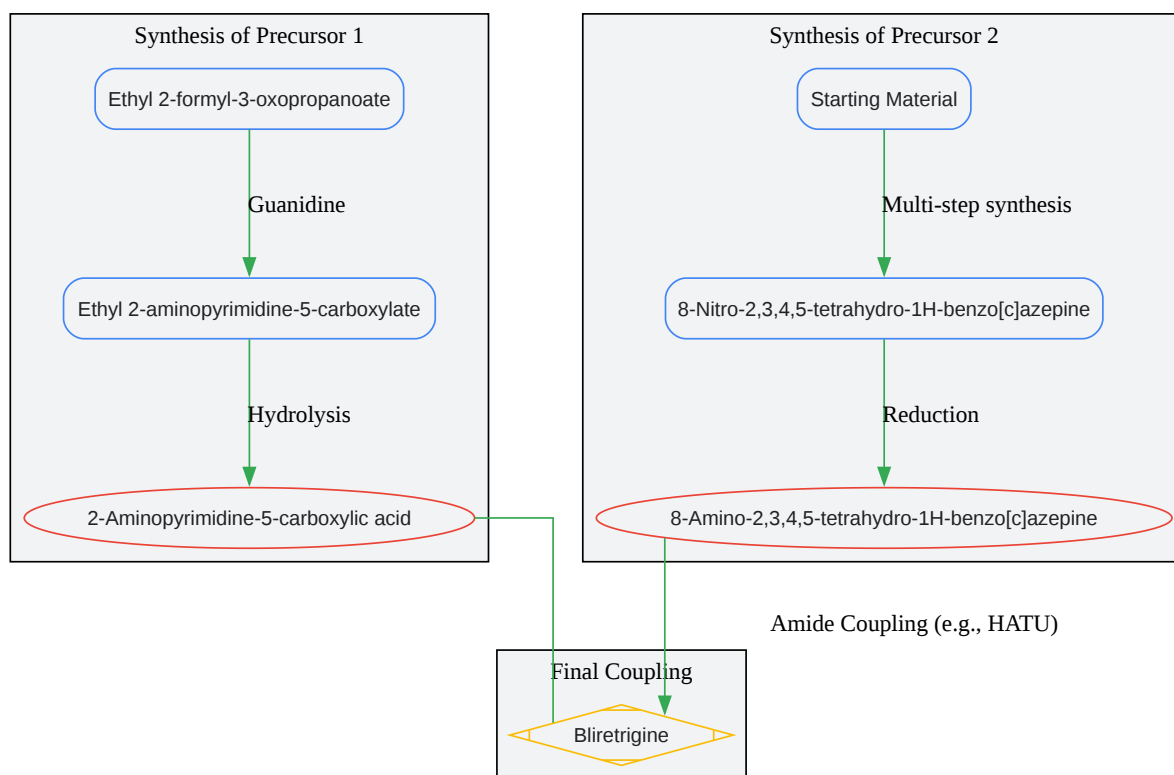 Synthesis of Precursor 1
Ethyl 2-formyl-3-oxopropanoate
Guanidine
Ethyl 2-aminopyrimidine-5-carboxylate
Hydrolysis
2-Aminopyrimidine-5-carboxylic acid
Synthesis of Precursor 2
Starting Material
Multi-step synthesis
8-Nitro-2,3,4,5-tetrahydro-1H-benzo[c]azepine
Reduction
8-Amino-2,3,4,5-tetrahydro-1H-benzo[c]azepine
Amide Coupling (e.g., HATU)
Final Coupling
Bliretrigine